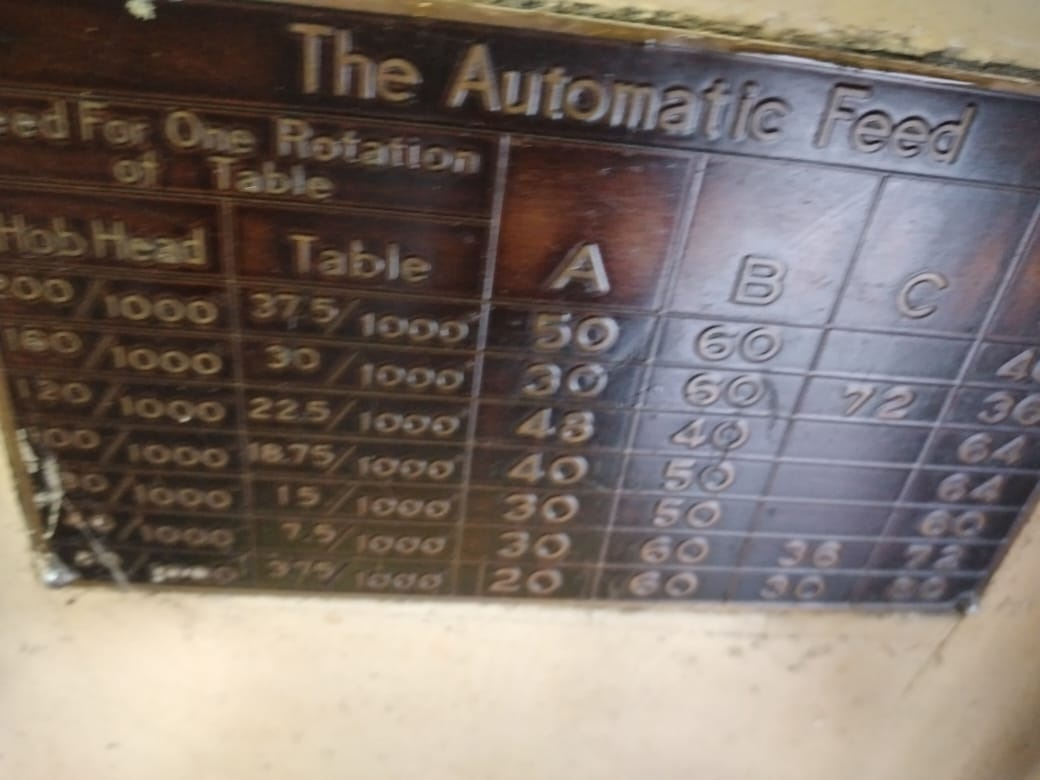 The Automatic Feed
For One Rotation
of Table
Hob Head Table A B C
/1000 37.5/1000 50 60
160/1000 30/1000 30 60 72 36
120/1000 22.5/1000 48 40 64
/1000 18.75/1000 40 50 64
/1000 15/1000 30 50 60
/1000 7.5/1000 30 60 36 72
/1000 20 60 30